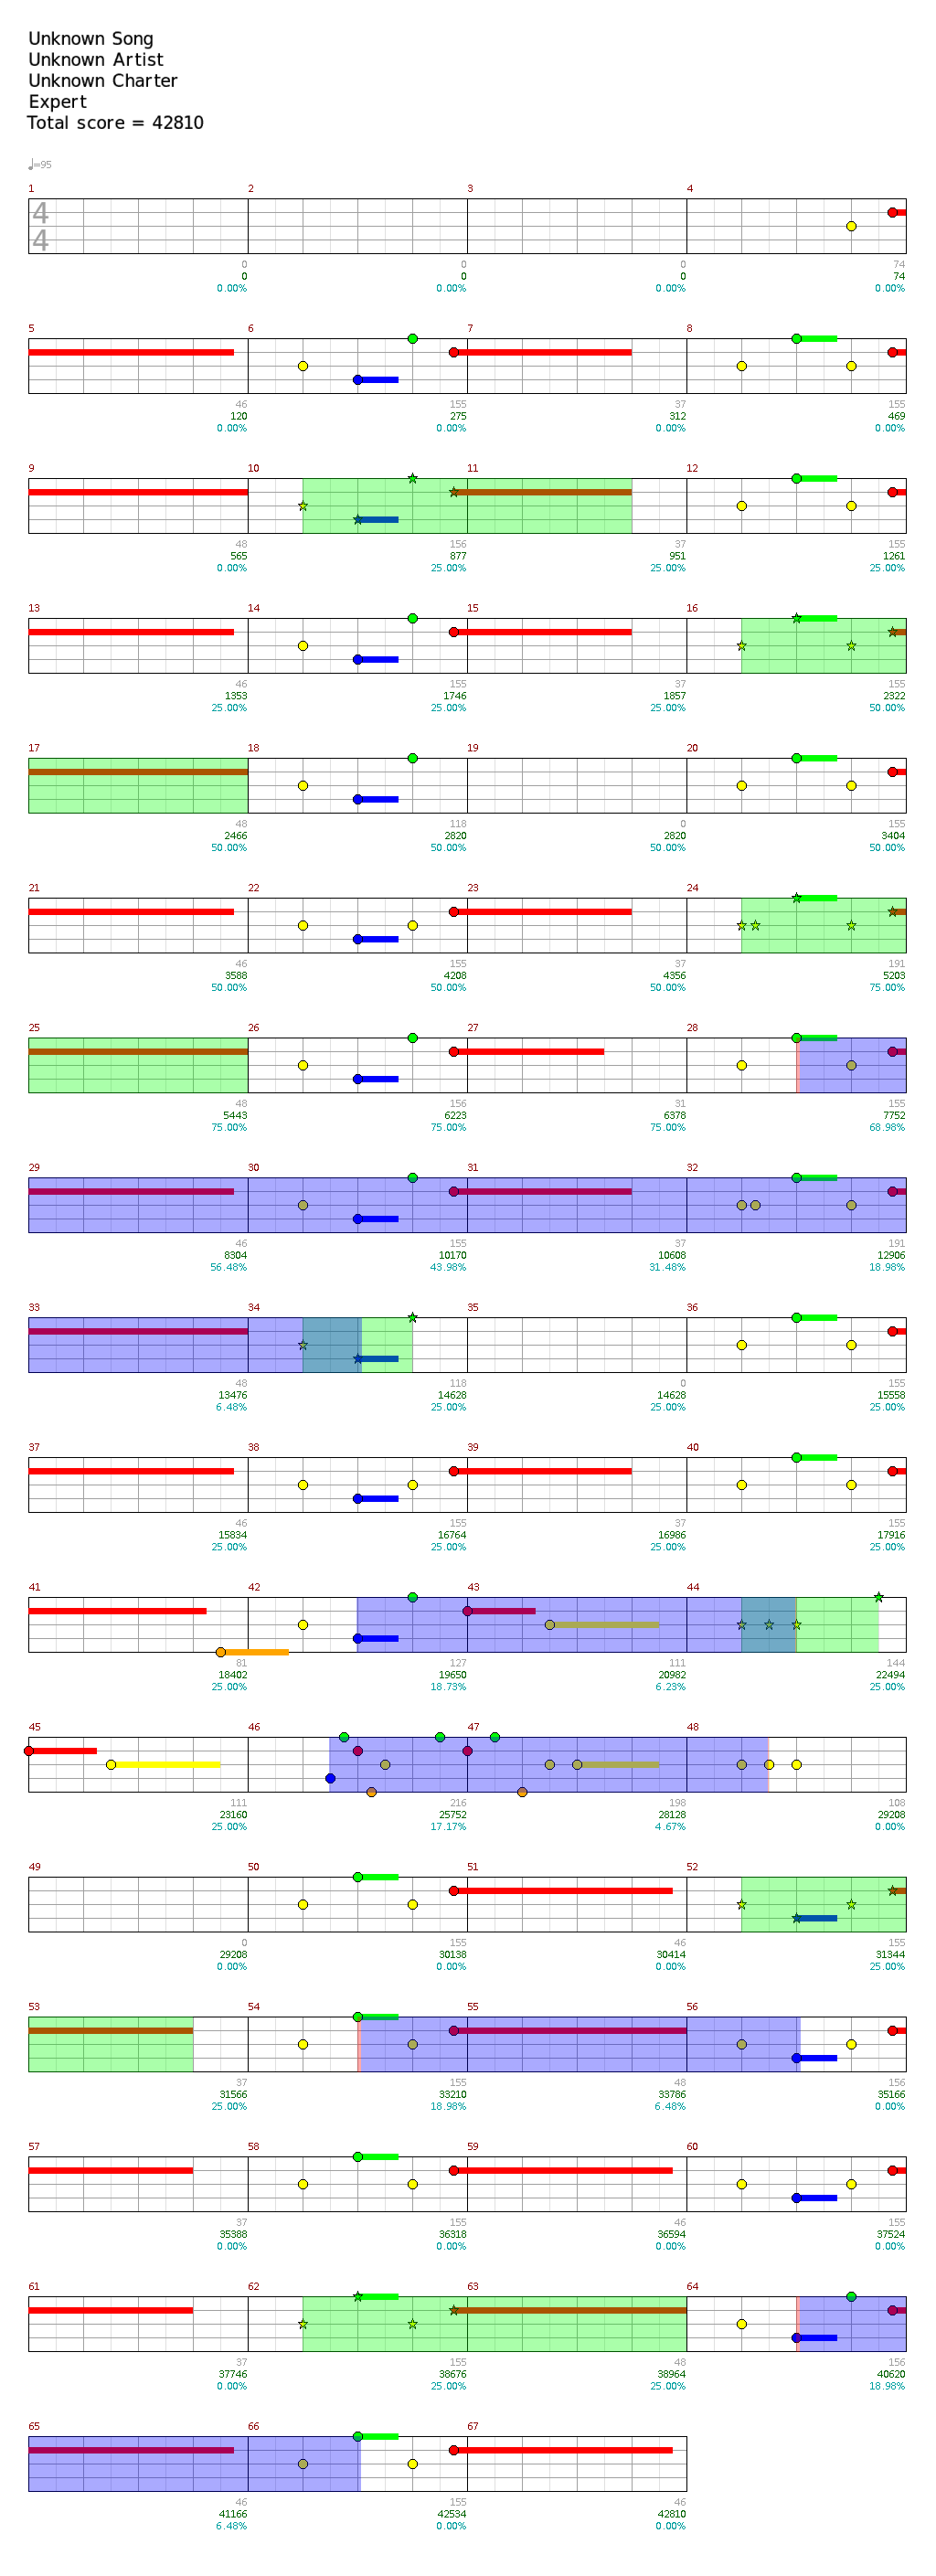 Unknown Song
Unknown Artist
Unknown Charter
Expert
Total score = 42810
♩=95
1 2 3 4
4
4
0 0 0 74
0 0 0 74
0.00% 0.00% 0.00% 0.00%
5 6 7 8
46 155 37 155
120 275 312 469
0.00% 0.00% 0.00% 0.00%
9 10 11 12
48 156 37 155
565 877 951 1261
0.00% 25.00% 25.00% 25.00%
13 14 15 16
46 155 37 155
1353 1746 1857 2322
25.00% 25.00% 25.00% 50.00%
17 18 19 20
48 118 0 155
2466 2820 2820 3404
50.00% 50.00% 50.00% 50.00%
21 22 23 24
46 155 37 191
3588 4208 4356 5203
50.00% 50.00% 50.00% 75.00%
25 26 27 28
48 156 31 155
5443 6223 6378 7752
75.00% 75.00% 75.00% 68.98%
29 30 31 32
46 155 37 191
8304 10170 10608 12906
56.48% 43.98% 31.48% 18.98%
33 34 35 36
48 118 0 155
13476 14628 14628 15558
6.48% 25.00% 25.00% 25.00%
37 38 39 40
46 155 37 155
15834 16764 16986 17916
25.00% 25.00% 25.00% 25.00%
41 42 43 44
81 127 111 144
18402 19650 20982 22494
25.00% 18.73% 6.23% 25.00%
45 46 47 48
111 216 198 108
23160 25752 28128 29208
25.00% 17.17% 4.67% 0.00%
49 50 51 52
0 155 46 155
29208 30138 30414 31344
0.00% 0.00% 0.00% 25.00%
53 54 55 56
37 155 48 156
31566 33210 33786 35166
25.00% 18.98% 6.48% 0.00%
57 58 59 60
37 155 46 155
35388 36318 36594 37524
0.00% 0.00% 0.00% 0.00%
61 62 63 64
37 155 48 156
37746 38676 38964 40620
0.00% 25.00% 25.00% 18.98%
65 66 67
46 155 46
41166 42534 42810
6.48% 0.00% 0.00%